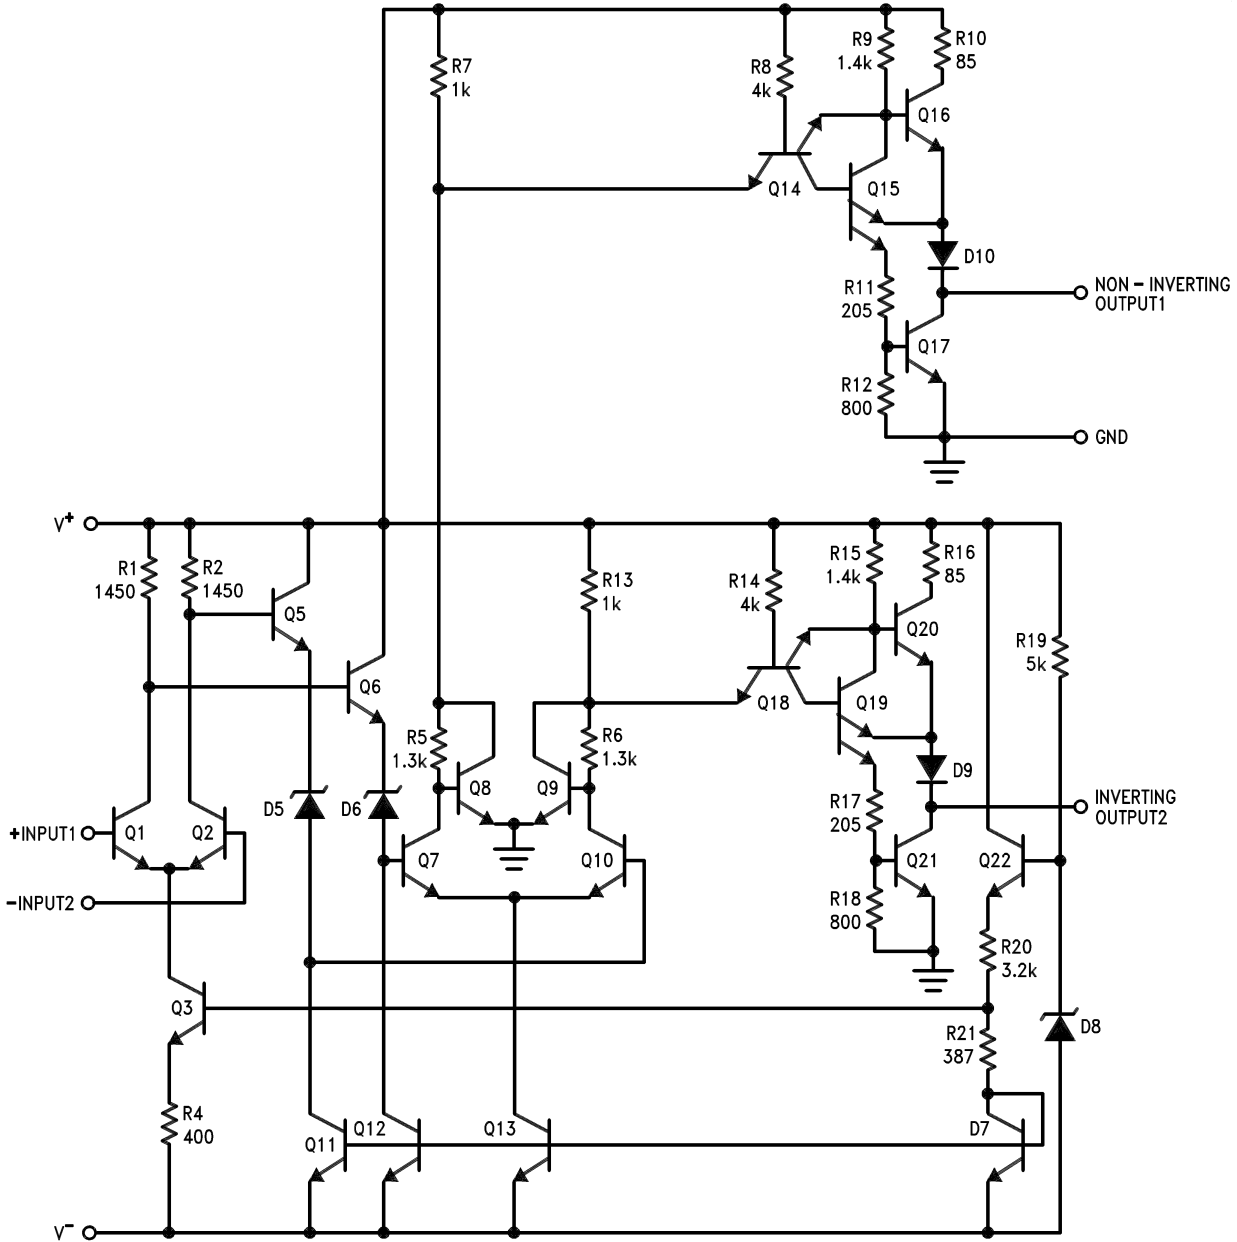 R7
1k
R8
4k
R9
1.4k
R10
85
Q16
Q14
Q15
D10
R11
205
NON – INVERTING
OUTPUT1
Q17
R12
800
GND
V+
R1
1450
R2
1450
Q5
Q6
R13
1k
R14
4k
R15
1.4k
R16
85
Q20
R19
5k
Q18
Q19
R5
1.3k
R6
1.3k
D5
D6
Q8
Q9
D9
R17
205
INVERTING
OUTPUT2
+INPUT1
Q1
Q2
Q7
Q10
Q21
Q22
–INPUT2
R18
800
R20
3.2k
Q3
D8
R21
387
R4
400
Q11
Q12
Q13
D7
V–